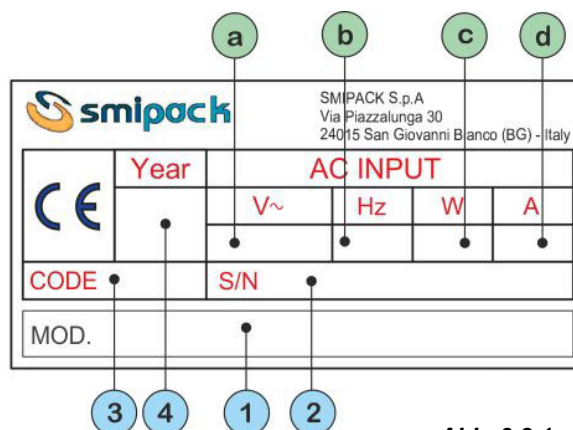 a b c d
smipack
SMIPACK S.p.A
Via Piazzalunga 30
24015 San Giovanni Bianco (BG) - Italy
CE
Year
AC INPUT
V~ Hz W A
CODE
S/N
MOD.
3 4 1 2